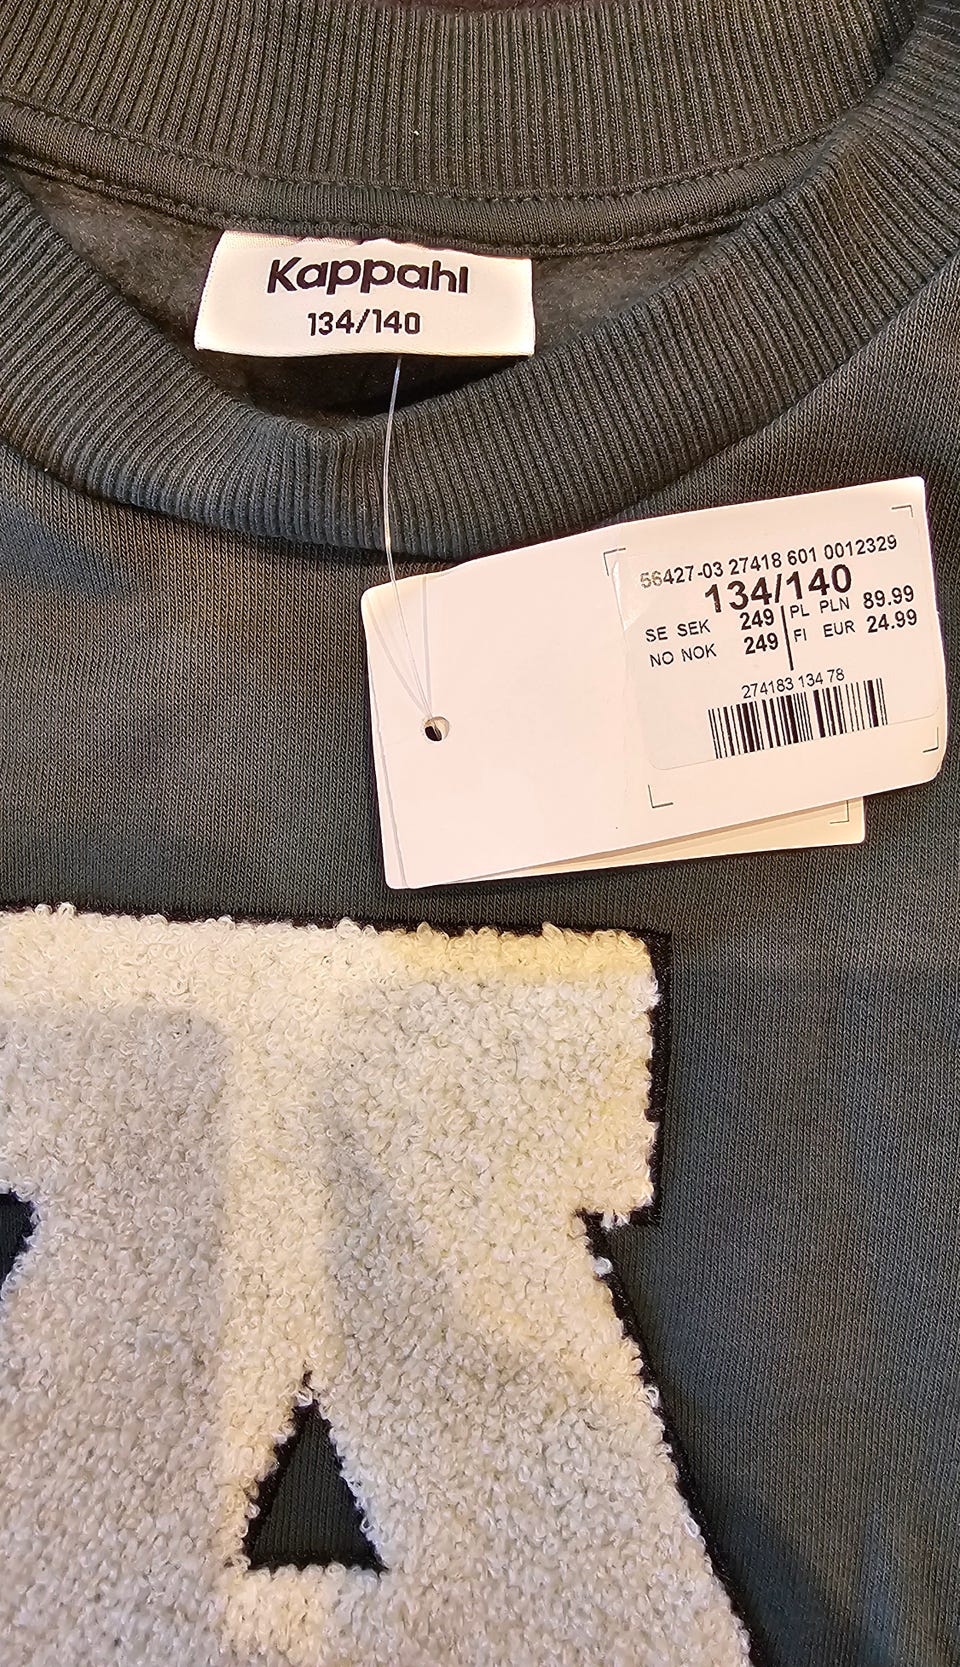 Kappahl
134/140
56427-03 27418 601 0012329
134/140
SE SEK 249 PL PLN 89.99
NO NOK 249 FI EUR 24.99
274183 134 78